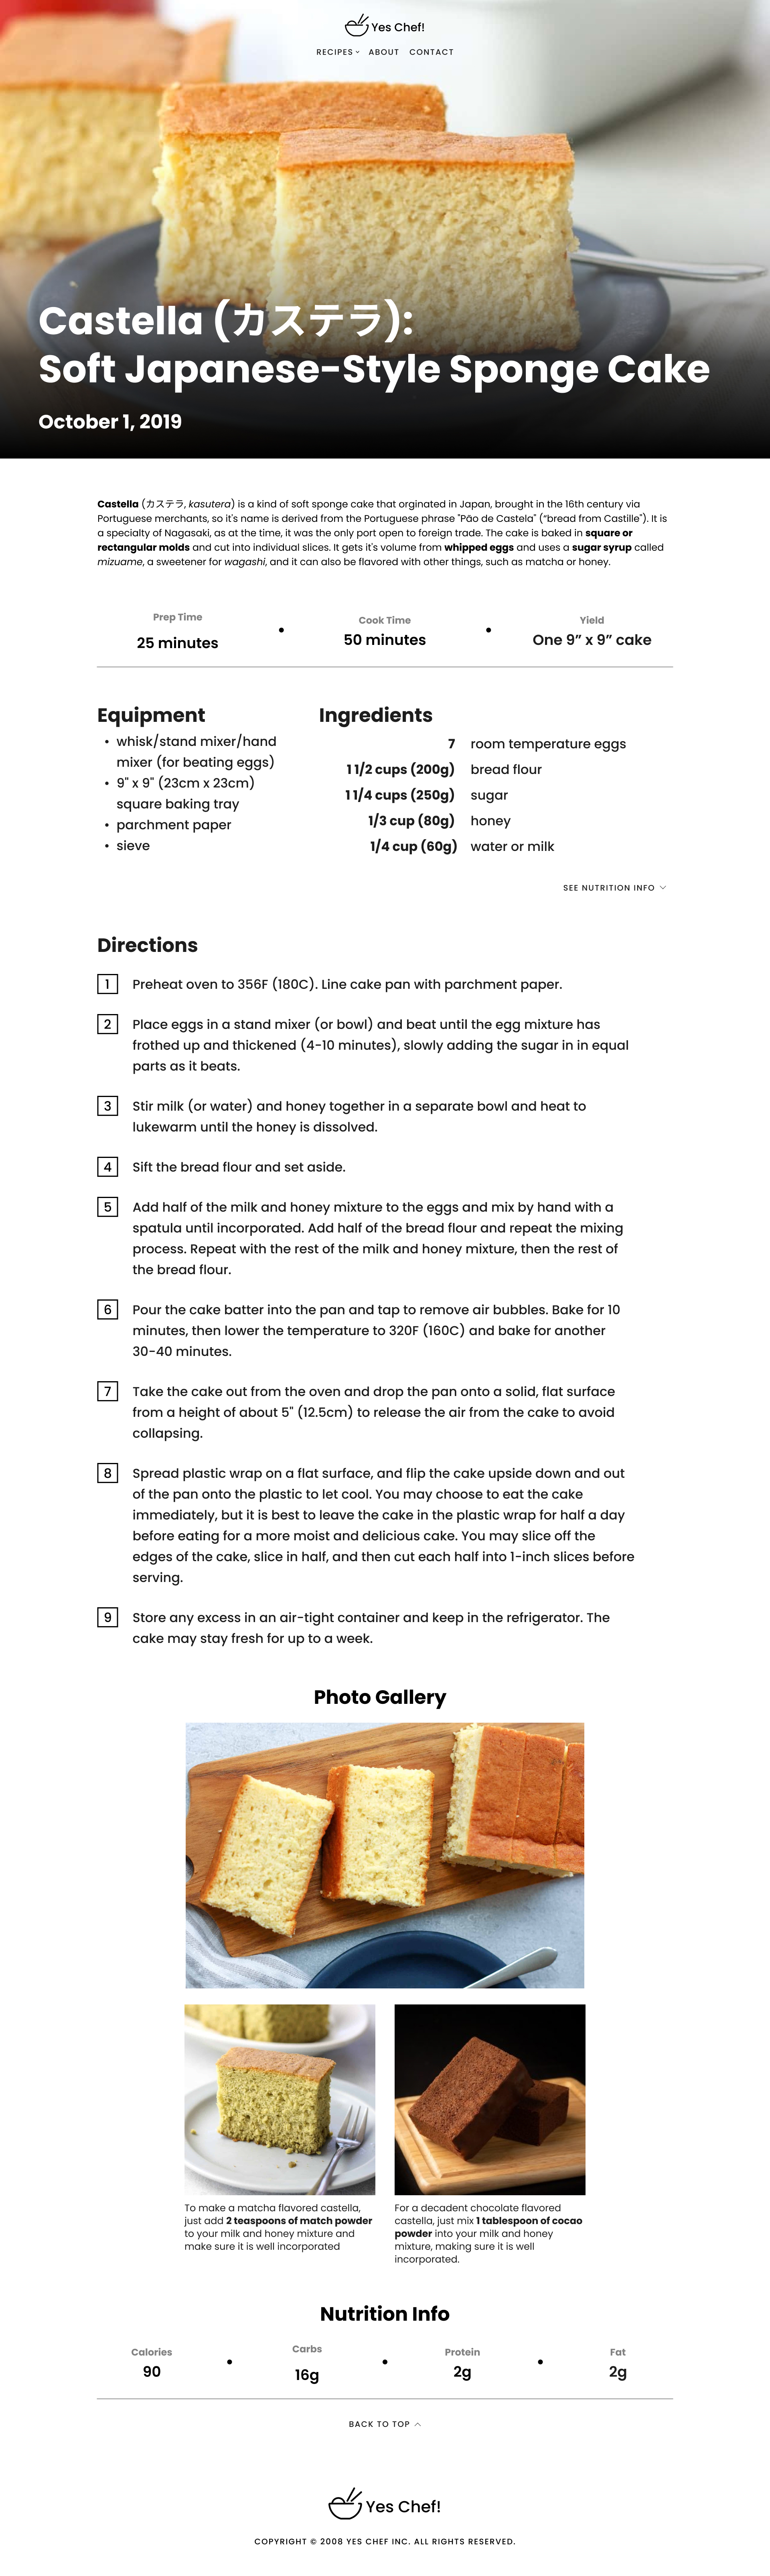 Yes Chef!
RECIPES ABOUT CONTACT
Castella (カステラ):
Soft Japanese-Style Sponge Cake
October 1, 2019
Castella (カステラ, kasutera) is a kind of soft sponge cake that orginated in Japan, brought in the 16th century via
Portuguese merchants, so it's name is derived from the Portuguese phrase "Pão de Castela" ("bread from Castille"). It is
a specialty of Nagasaki, as at the time, it was the only port open to foreign trade. The cake is baked in square or
rectangular molds and cut into individual slices. It gets it's volume from whipped eggs and uses a sugar syrup called
mizuame, a sweetener for wagashi, and it can also be flavored with other things, such as matcha or honey.
Prep Time
25 minutes
•
Cook Time
50 minutes
•
Yield
One 9” x 9” cake
Equipment
• whisk/stand mixer/hand
mixer (for beating eggs)
• 9" x 9" (23cm x 23cm)
square baking tray
• parchment paper
• sieve
Ingredients
7 room temperature eggs
1 1/2 cups (200g) bread flour
1 1/4 cups (250g) sugar
1/3 cup (80g) honey
1/4 cup (60g) water or milk
SEE NUTRITION INFO
Directions
1 Preheat oven to 356F (180C). Line cake pan with parchment paper.
2 Place eggs in a stand mixer (or bowl) and beat until the egg mixture has
frothed up and thickened (4-10 minutes), slowly adding the sugar in in equal
parts as it beats.
3 Stir milk (or water) and honey together in a separate bowl and heat to
lukewarm until the honey is dissolved.
4 Sift the bread flour and set aside.
5 Add half of the milk and honey mixture to the eggs and mix by hand with a
spatula until incorporated. Add half of the bread flour and repeat the mixing
process. Repeat with the rest of the milk and honey mixture, then the rest of
the bread flour.
6 Pour the cake batter into the pan and tap to remove air bubbles. Bake for 10
minutes, then lower the temperature to 320F (160C) and bake for another
30-40 minutes.
7 Take the cake out from the oven and drop the pan onto a solid, flat surface
from a height of about 5" (12.5cm) to release the air from the cake to avoid
collapsing.
8 Spread plastic wrap on a flat surface, and flip the cake upside down and out
of the pan onto the plastic to let cool. You may choose to eat the cake
immediately, but it is best to leave the cake in the plastic wrap for half a day
before eating for a more moist and delicious cake. You may slice off the
edges of the cake, slice in half, and then cut each half into 1-inch slices before
serving.
9 Store any excess in an air-tight container and keep in the refrigerator. The
cake may stay fresh for up to a week.
Photo Gallery
To make a matcha flavored castella,
just add 2 teaspoons of match powder
to your milk and honey mixture and
make sure it is well incorporated
For a decadent chocolate flavored
castella, just mix 1 tablespoon of cocao
powder into your milk and honey
mixture, making sure it is well
incorporated.
Nutrition Info
Calories
90
•
Carbs
16g
•
Protein
2g
•
Fat
2g
BACK TO TOP
Yes Chef!
COPYRIGHT © 2008 YES CHEF INC. ALL RIGHTS RESERVED.